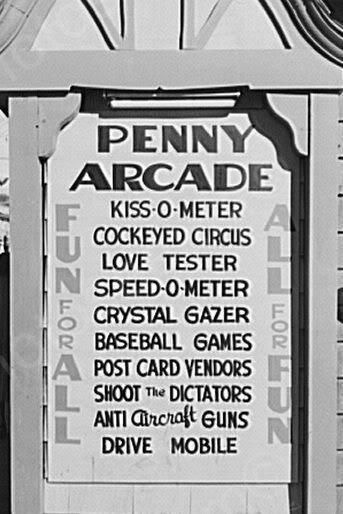 PENNY
ARCADE
KISS-O-METER
COCKEYED CIRCUS
LOVE TESTER
SPEED-O-METER
CRYSTAL GAZER
BASEBALL GAMES
POST CARD VENDORS
SHOOT The DICTATORS
ANTI aircraft GUNS
DRIVE MOBILE
FUN FOR ALL
ALL FOR FUN